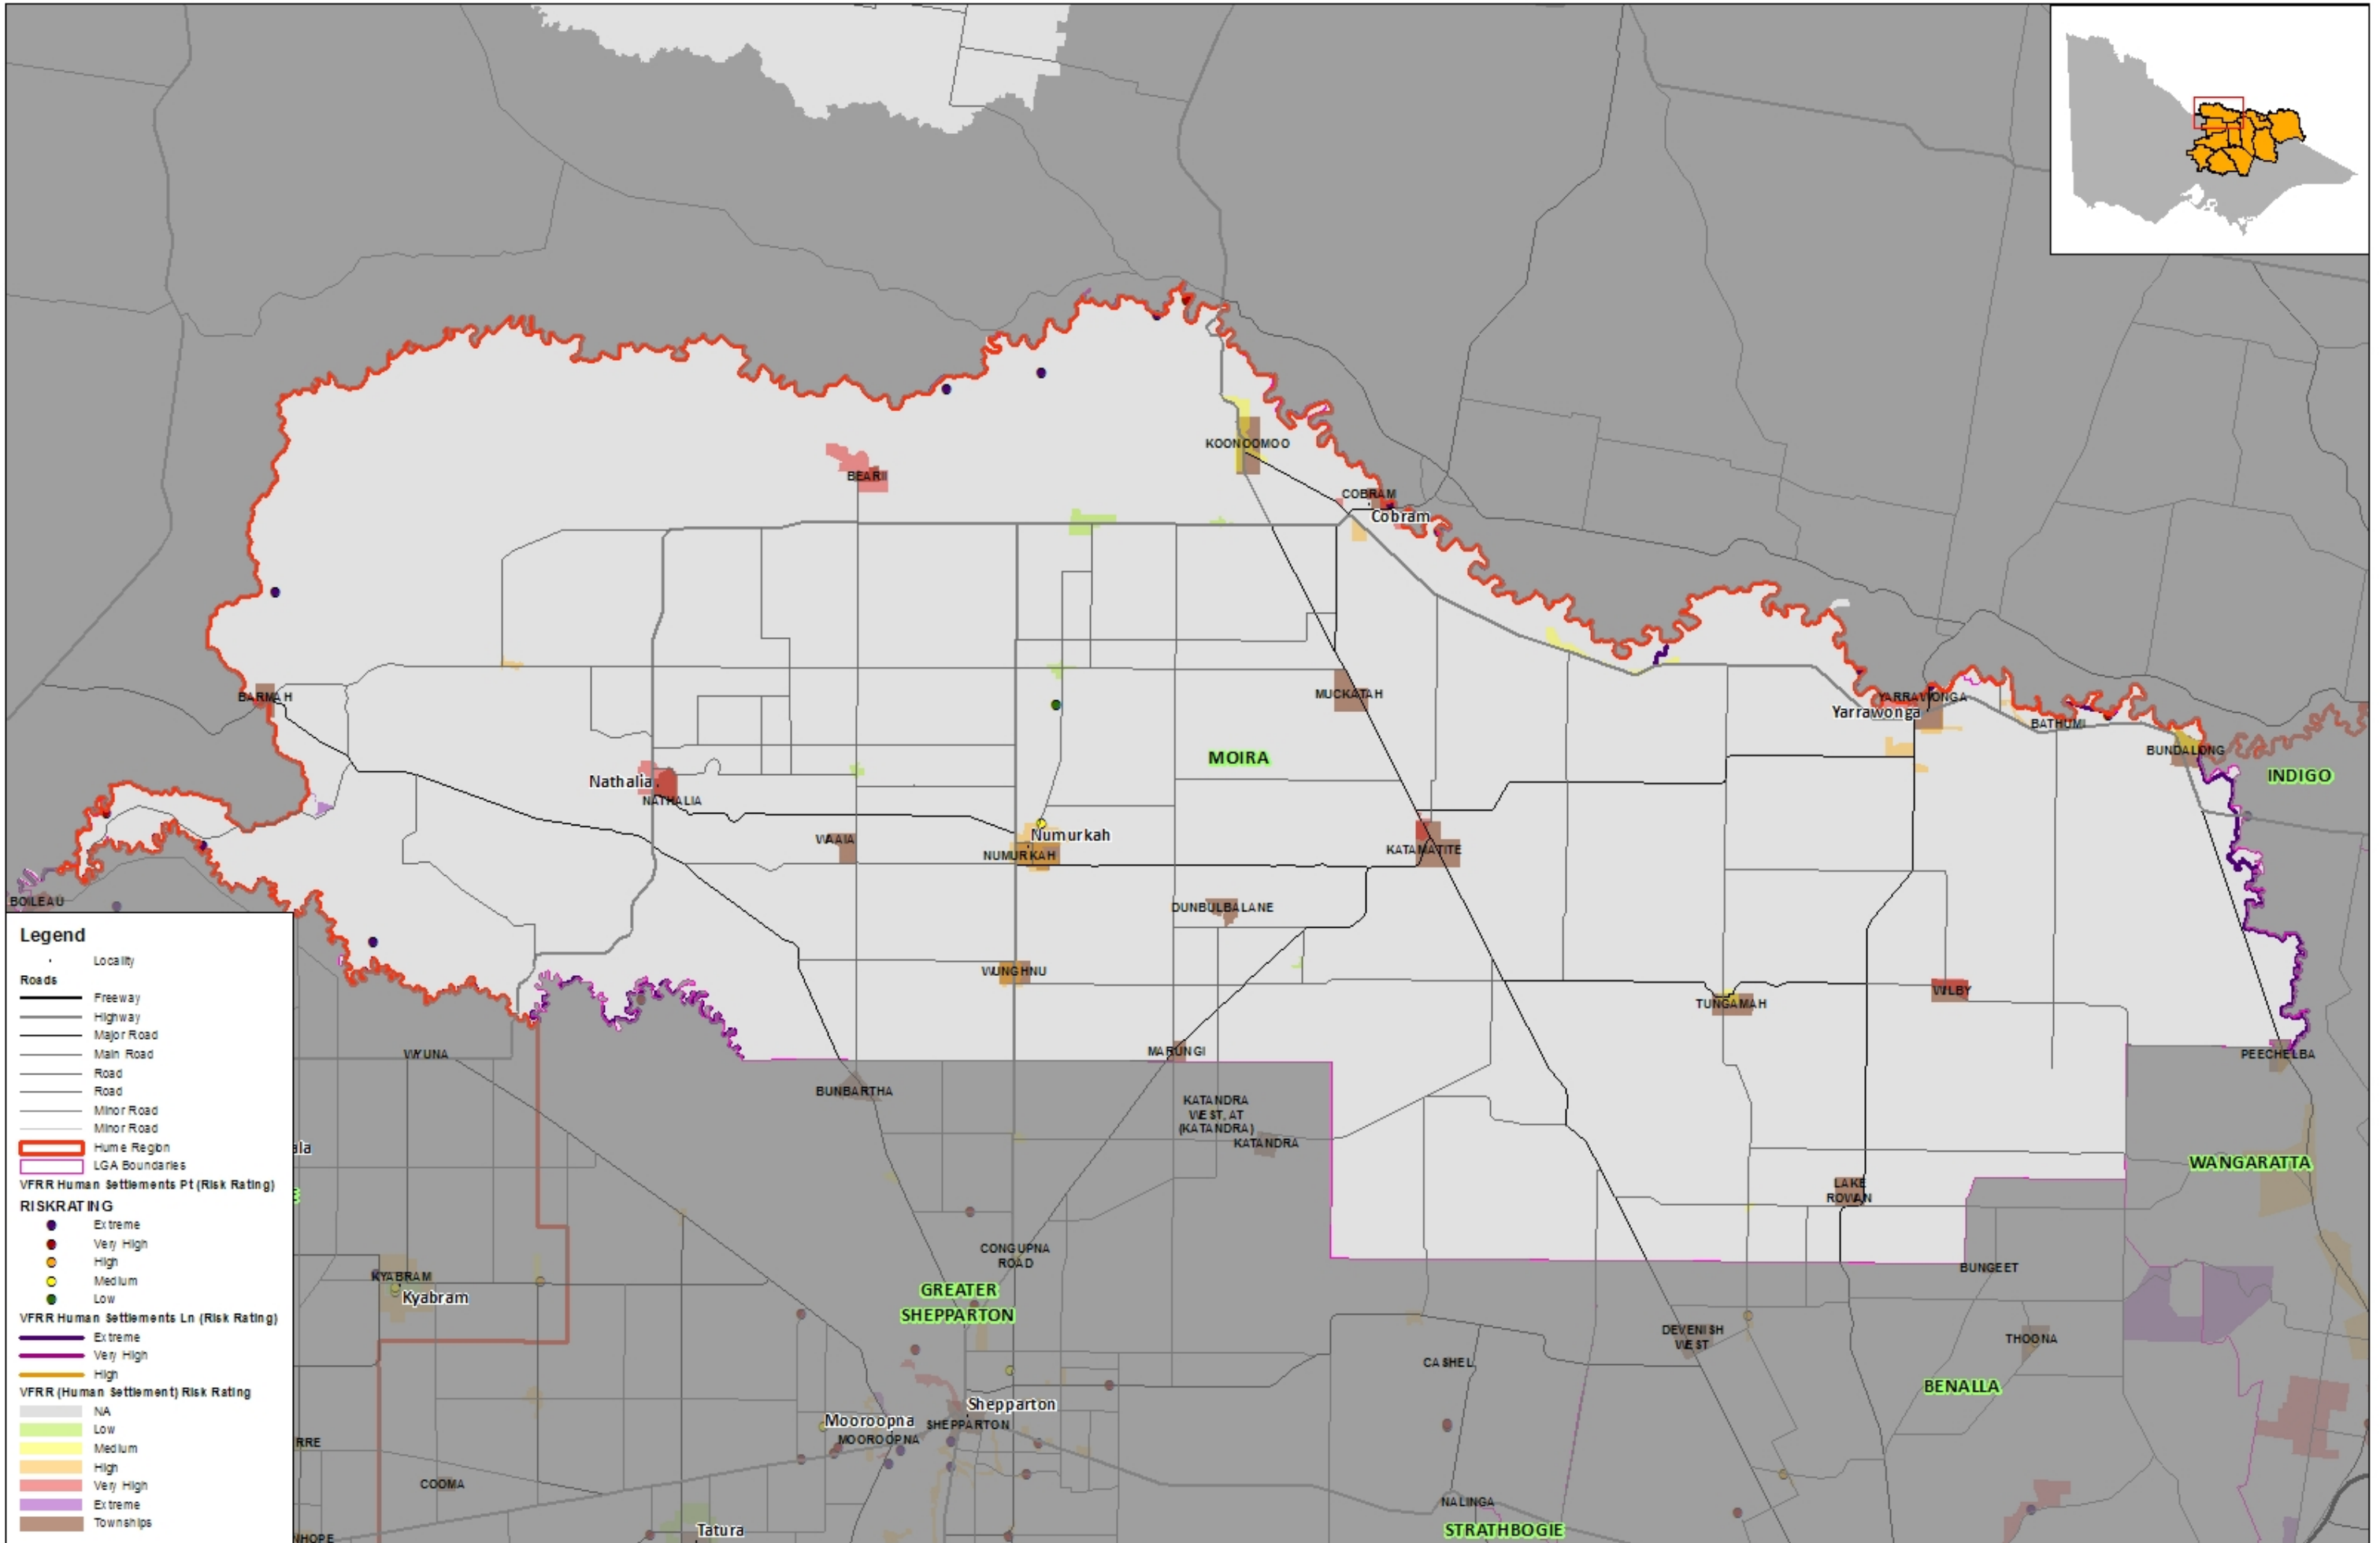 KOONOOMOO
BEARII
COBRAM
Cobram
BARMAH
MUCKATAH
YARRAWONGA
Yarrawonga
BATHUMI
BUNDALONG
MOIRA
INDIGO
Nathalia
NATHALIA
Numurkah
WAAIA
NUMURKAH
KATAMATITE
BOILEAU
DUNBULBALANE
WUNGHNU
TUNGAMAH
WILBY
WYUNA
MARUNGI
PEECHELBA
BUNBARTHA
KATANDRA
WEST, AT
(KATANDRA)
KATANDRA
WANGARATTA
LAKE
ROWAN
CONGUPNA
ROAD
BUNGEET
KYABRAM
Kyabram
GREATER
SHEPPARTON
DEVENISH
WEST
THOONA
CASHEL
BENALLA
Shepparton
Mooroopna
SHEPPARTON
MOOROOPNA
COOMA
NALINGA
Tatura
STRATHBOGIE
ala
E
RRE
NHOPE
Legend
Locality
Roads
Freeway
Highway
Major Road
Main Road
Road
Road
Minor Road
Minor Road
Hume Region
LGA Boundaries
VFRR Human Settlements Pt (Risk Rating)
RISKRATING
Extreme
Very High
High
Medium
Low
VFRR Human Settlements Ln (Risk Rating)
Extreme
Very High
High
VFRR (Human Settlement) Risk Rating
NA
Low
Medium
High
Very High
Extreme
Townships